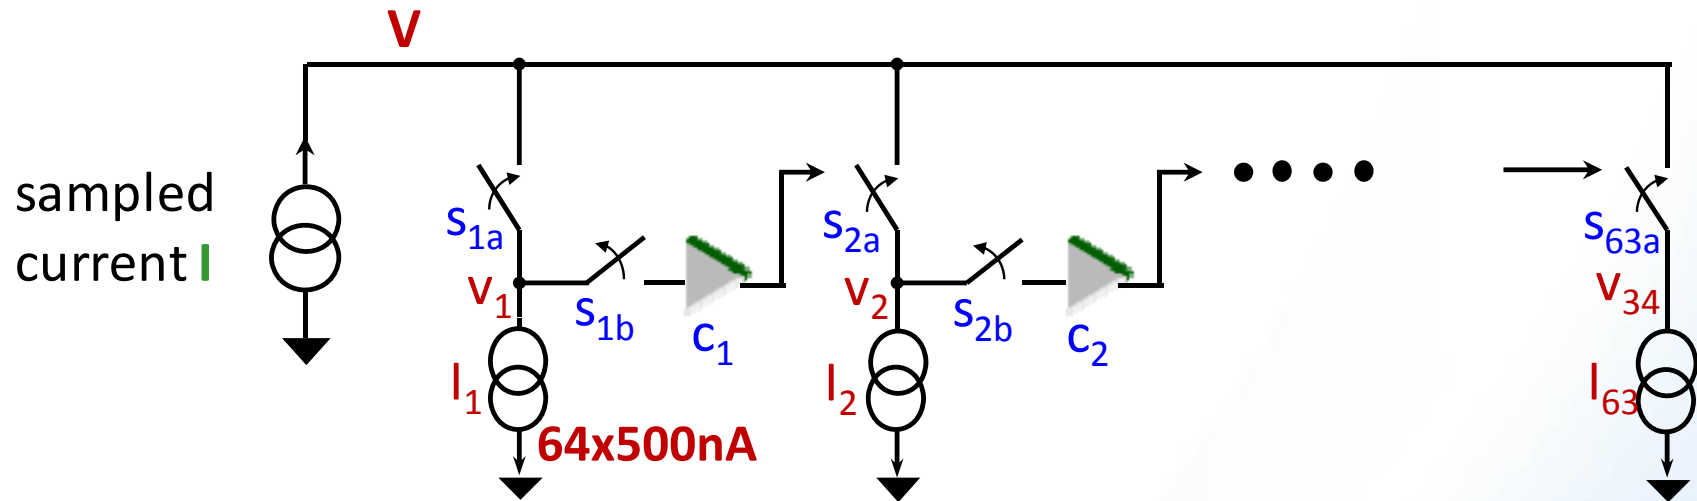 V
sampled
current I
S1a
S2a
S63a
V1
S1b
C1
V2
S2b
C2
V34
I1
I2
I63
64x500nA